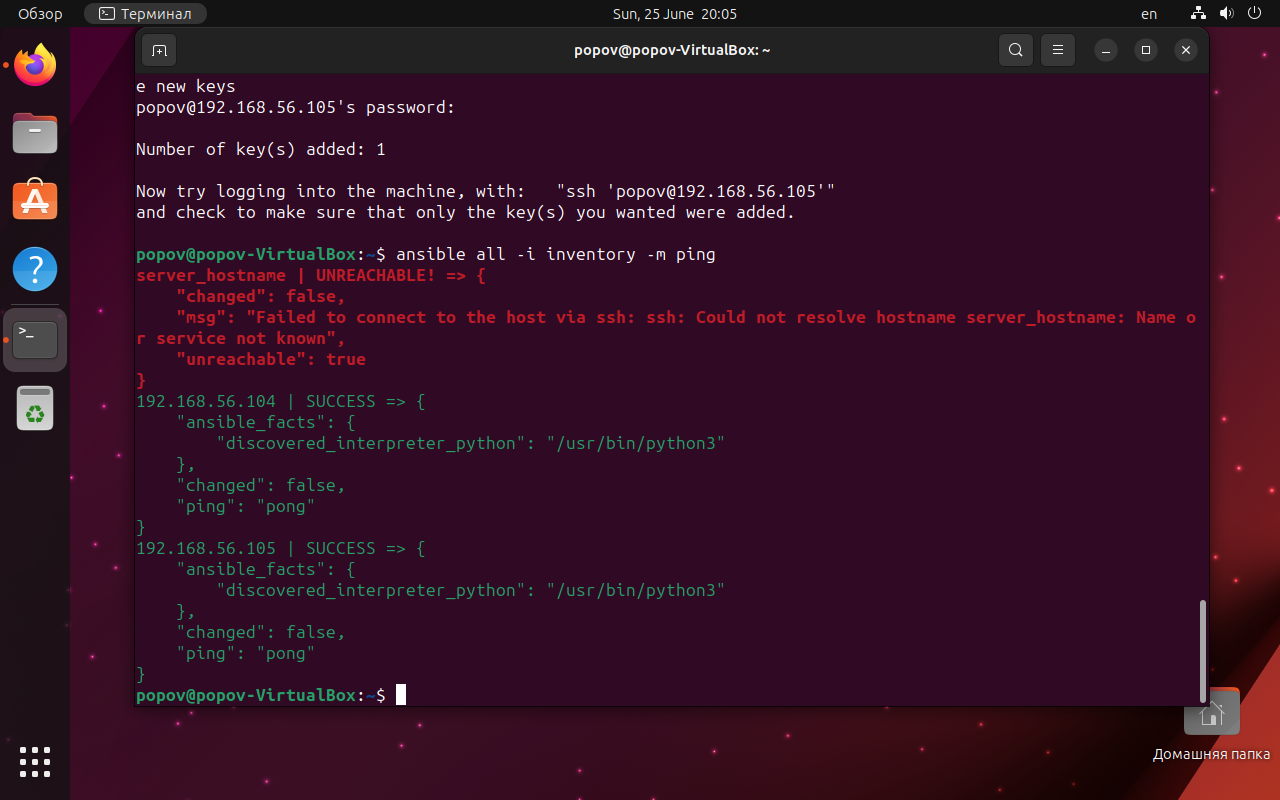 Обзор
Терминал
Sun, 25 June 20:05
en
popov@popov-VirtualBox: ~
e new keys
popov@192.168.56.105's password:
Number of key(s) added: 1
Now try logging into the machine, with:   "ssh 'popov@192.168.56.105'"
and check to make sure that only the key(s) you wanted were added.
popov@popov-VirtualBox:~$ ansible all -i inventory -m ping
server_hostname | UNREACHABLE! => {
    "changed": false,
    "msg": "Failed to connect to the host via ssh: ssh: Could not resolve hostname server_hostname: Name o
r service not known",
    "unreachable": true
}
192.168.56.104 | SUCCESS => {
    "ansible_facts": {
        "discovered_interpreter_python": "/usr/bin/python3"
    },
    "changed": false,
    "ping": "pong"
}
192.168.56.105 | SUCCESS => {
    "ansible_facts": {
        "discovered_interpreter_python": "/usr/bin/python3"
    },
    "changed": false,
    "ping": "pong"
}
popov@popov-VirtualBox:~$
Домашняя папка